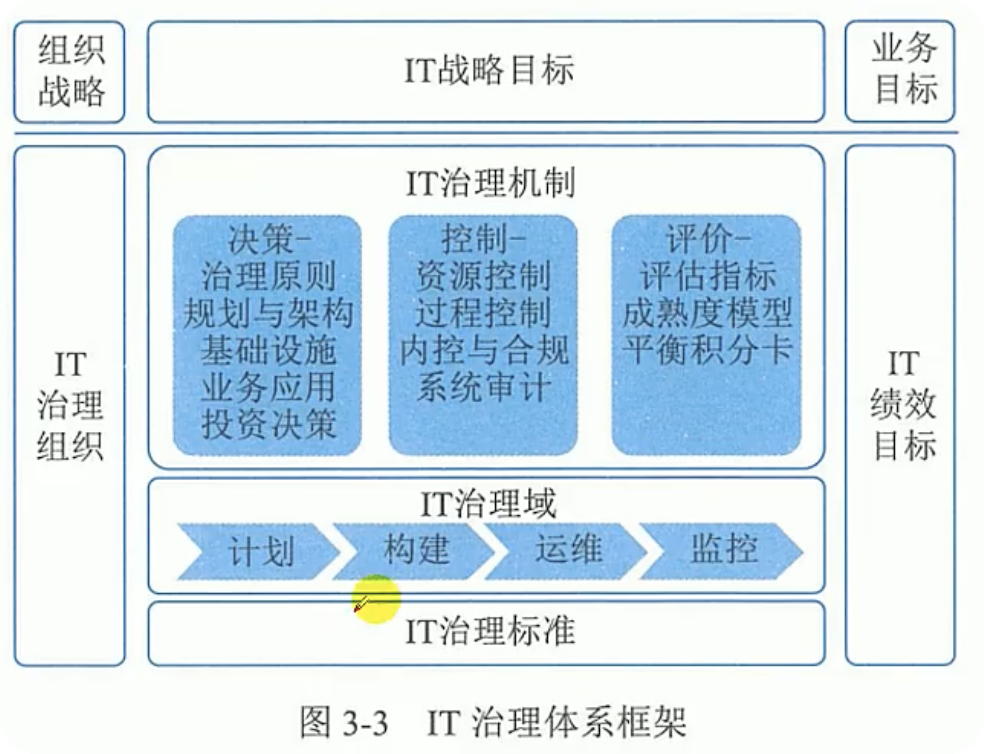 组织
战略
IT战略目标
业务
目标
IT
治理
组织
IT治理机制
决策-
治理原则
规划与架构
基础设施
业务应用
投资决策
控制-
资源控制
过程控制
内控与合规
系统审计
评价-
评估指标
成熟度模型
平衡积分卡
IT治理域
计划
构建
运维
监控
IT治理标准
IT
绩效
目标
图 3-3 IT 治理体系框架